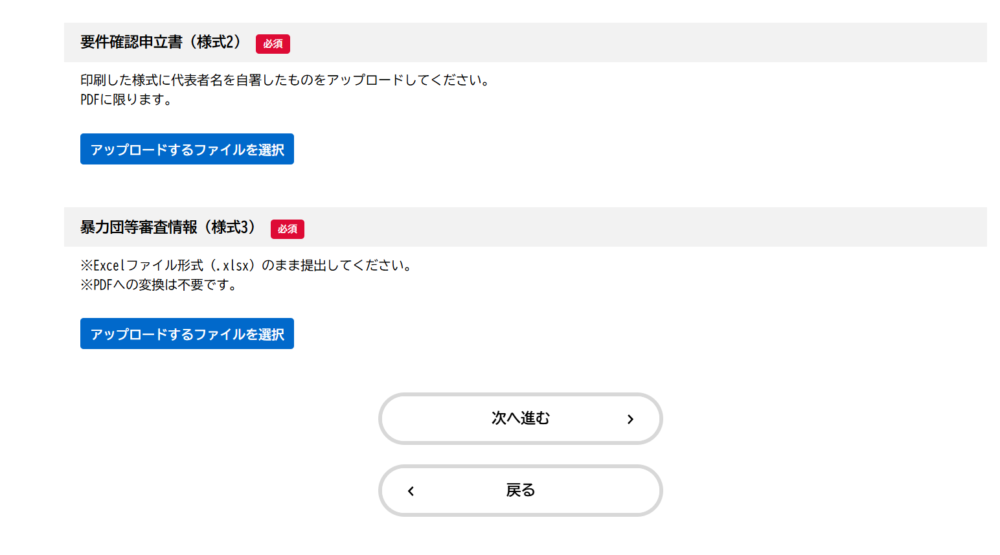 要件確認申立書（様式2） 必須
印刷した様式に代表者名を自署したものをアップロードしてください。
PDFに限ります。
アップロードするファイルを選択
暴力団等審査情報（様式3） 必須
※Excelファイル形式（.xlsx）のまま提出してください。
※PDFへの変換は不要です。
アップロードするファイルを選択
次へ進む
戻る